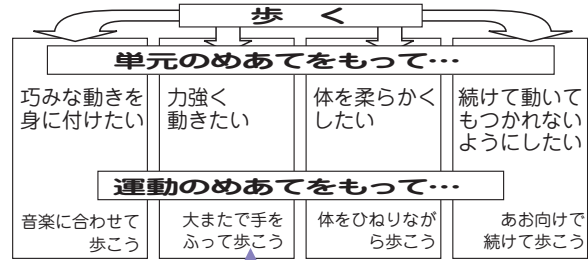 歩く
単元のめあてをもって…
巧みな動きを
身に付けたい
力強く
動きたい
体を柔らかく
したい
続けて動いて
もつかれない
ようにしたい
運動のめあてをもって…
音楽に合わせて
歩こう
大またで手を
ふって歩こう
体をひねりなが
ら歩こう
あお向けで
続けて歩こう